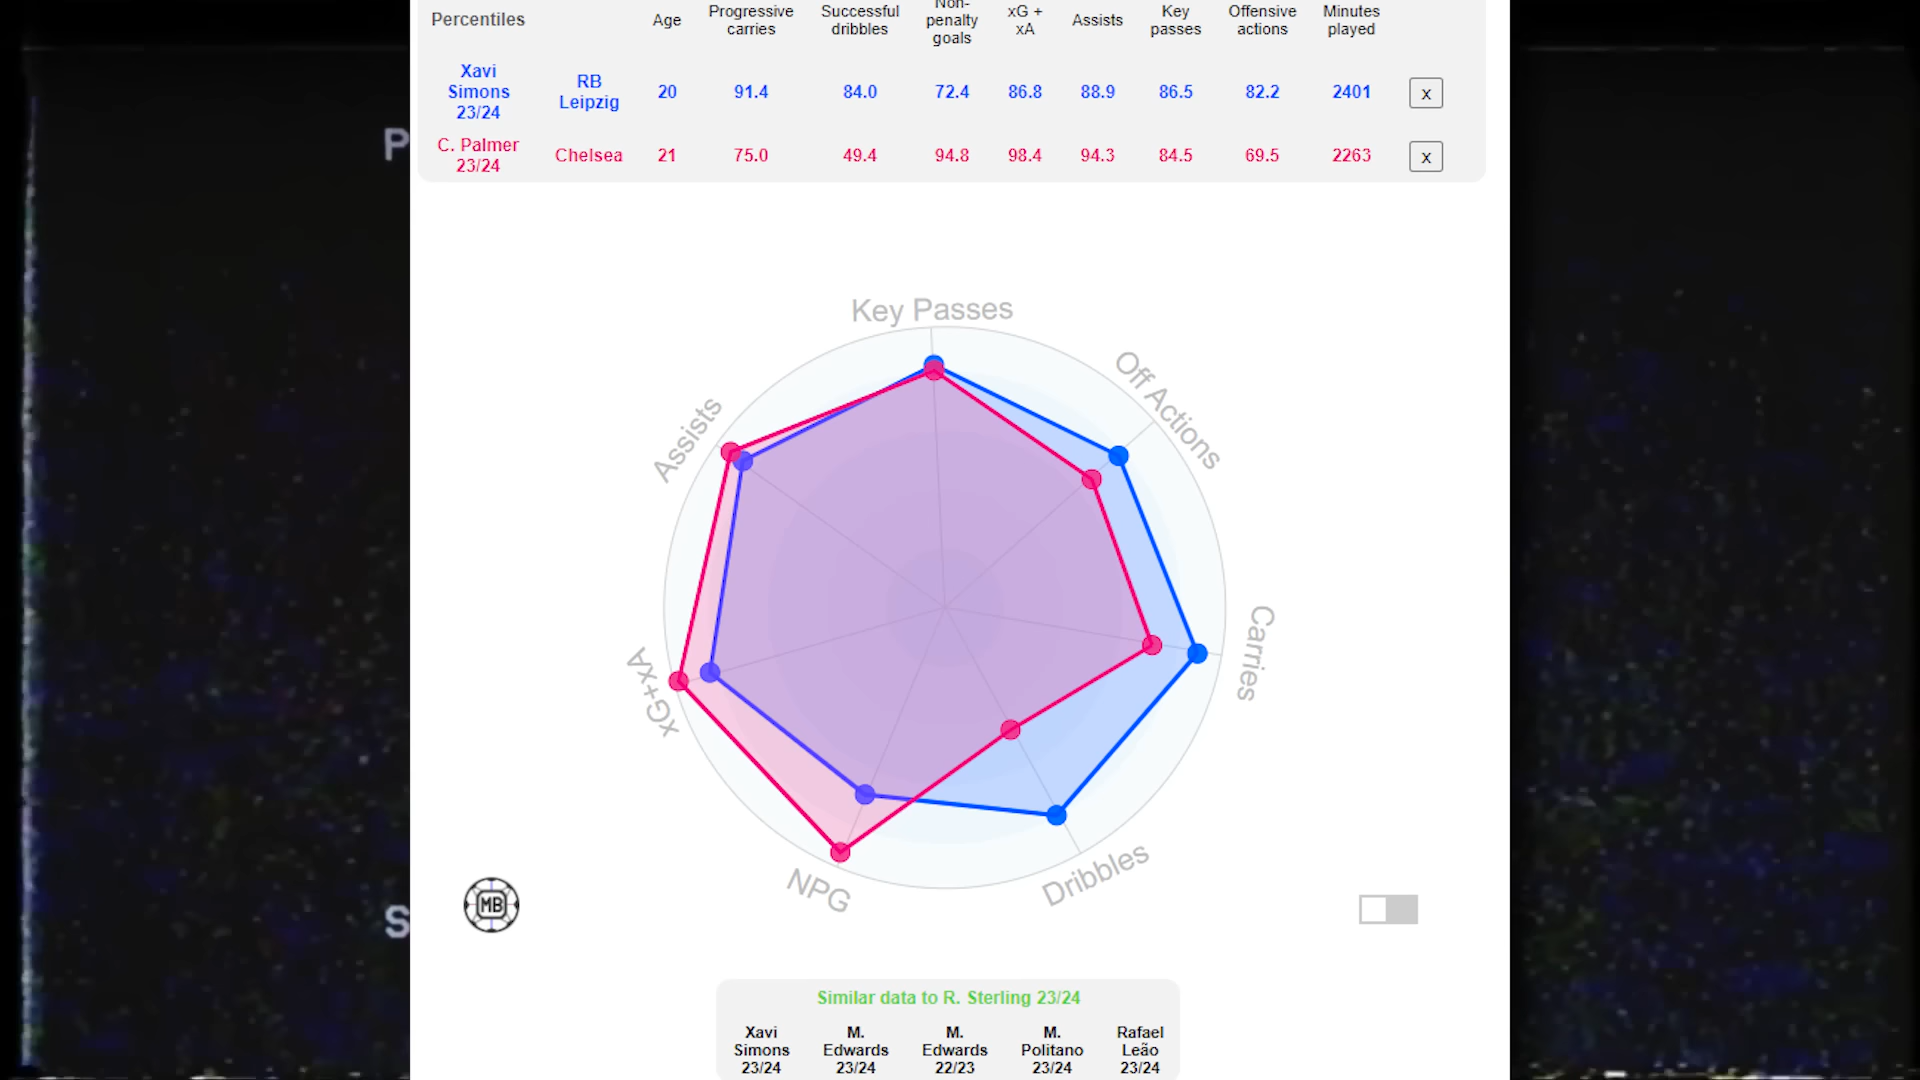 Percentiles
Age
Progressive
carries
Successful
dribbles
Non-
penalty
goals
xG +
xA
Assists
Key
passes
Offensive
actions
Minutes
played
Xavi
Simons
23/24
RB
Leipzig
20
91.4
84.0
72.4
86.8
88.9
86.5
82.2
2401
x
C. Palmer
23/24
Chelsea
21
75.0
49.4
94.8
98.4
94.3
84.5
69.5
2263
x
P
Key Passes
Off Actions
Assists
Carries
xG+xA
Dribbles
NPG
MB
S
Similar data to R. Sterling 23/24
Xavi
Simons
23/24
M.
Edwards
23/24
M.
Edwards
22/23
M.
Politano
23/24
Rafael
Leão
23/24